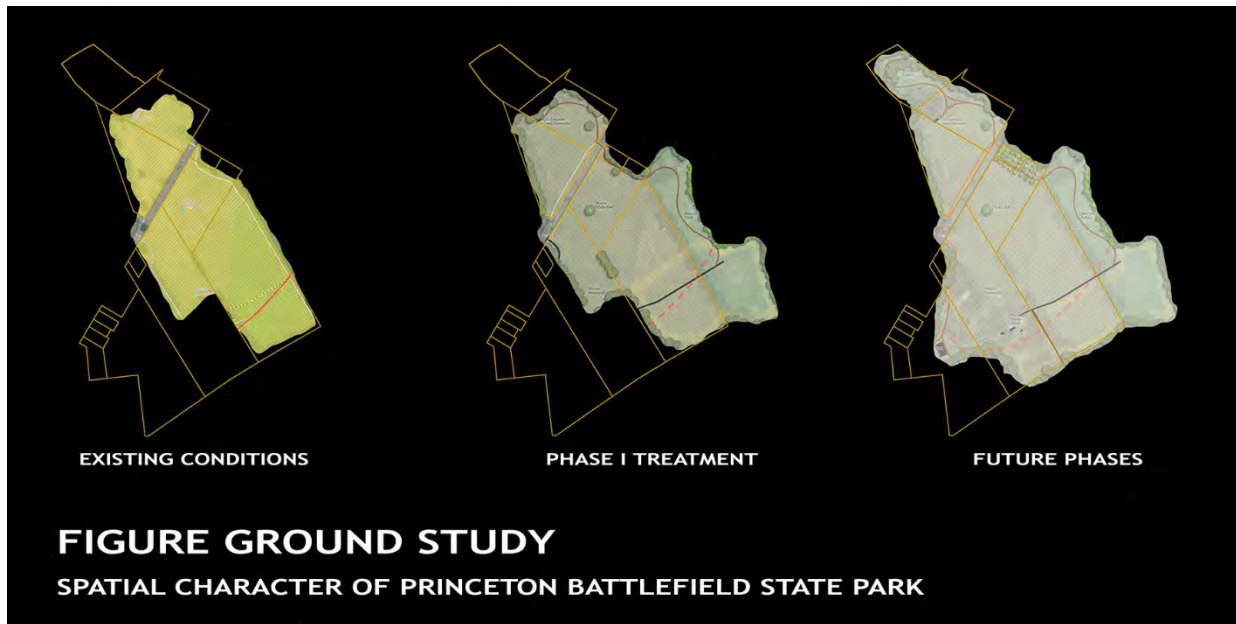 EXISTING CONDITIONS
PHASE I TREATMENT
FUTURE PHASES
FIGURE GROUND STUDY
SPATIAL CHARACTER OF PRINCETON BATTLEFIELD STATE PARK